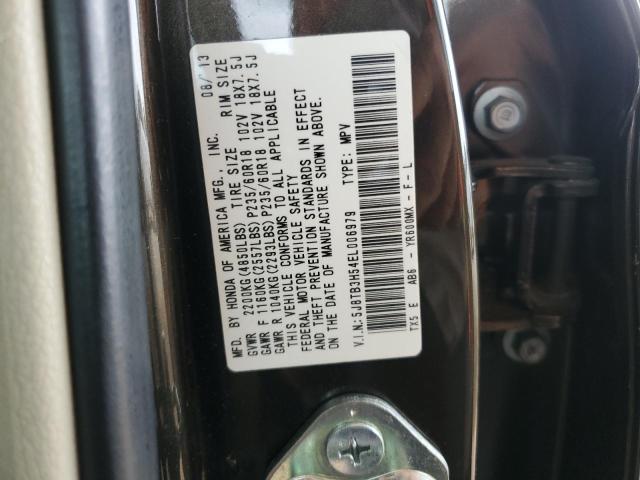 MFD. BY HONDA OF AMERICA MFG., INC. 08/13
GVWR 2200KG(4850LBS) TIRE SIZE RIM SIZE
GAWR F 1160KG(2557LBS)P235/60R18 102V 18X7.5J
GAWR R 1040KG(2293LBS)P235/60R18 102V 18X7.5J
THIS VEHICLE CONFORMS TO ALL APPLICABLE
FEDERAL MOTOR VEHICLE SAFETY
AND THEFT PREVENTION STANDARDS IN EFFECT
ON THE DATE OF MANUFACTURE SHOWN ABOVE.
V.I.N.:5J8TB3H54EL006979 TYPE: MPV
TX5 E AB6 - YR600MX - F- L